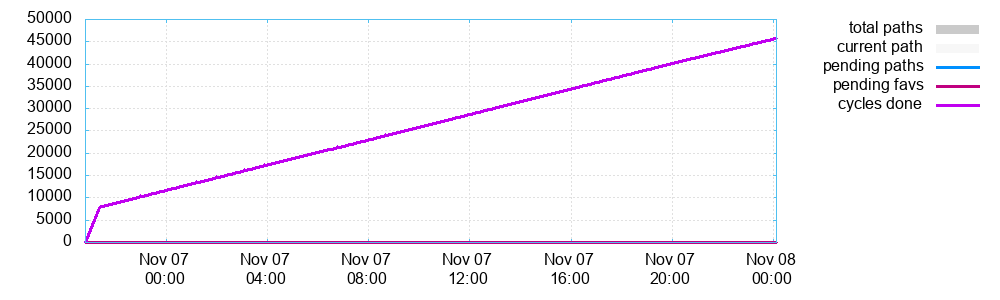 50000
45000
40000
35000
30000
25000
20000
15000
10000
5000
0
Nov 07 00:00
Nov 07 04:00
Nov 07 08:00
Nov 07 12:00
Nov 07 16:00
Nov 07 20:00
Nov 08 00:00
total paths
current path
pending paths
pending favs
cycles done